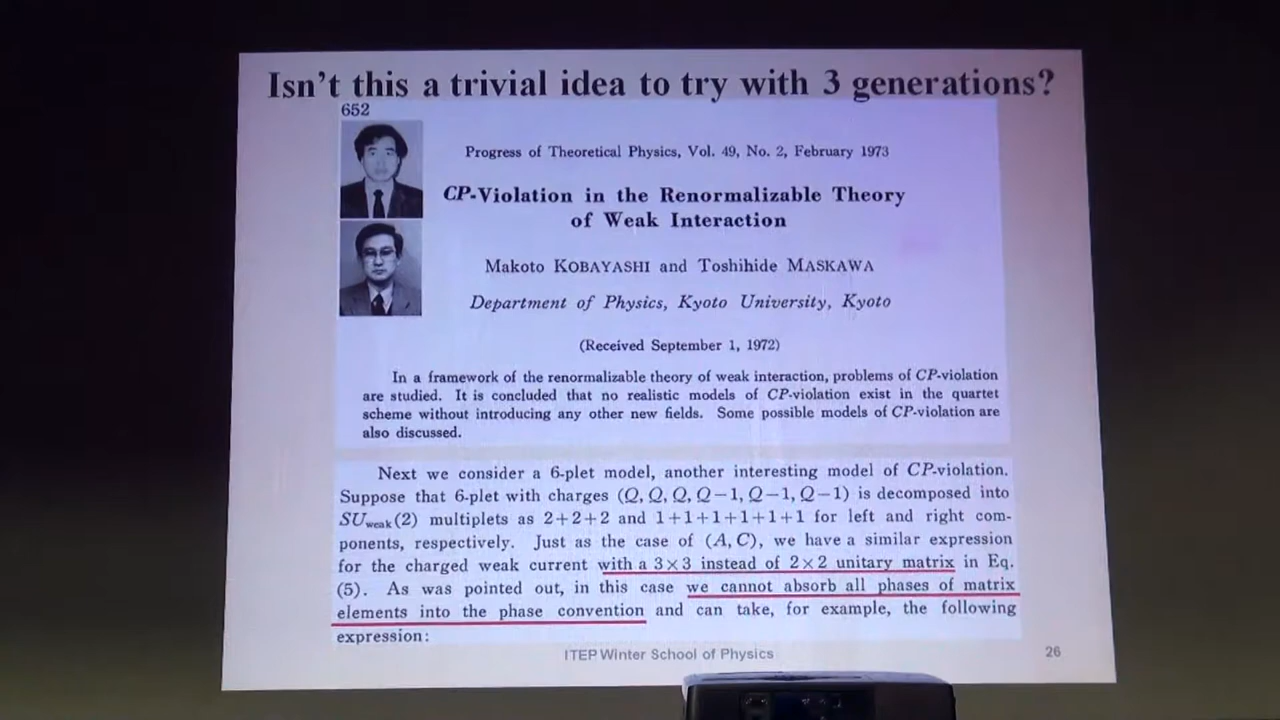 Isn't this a trivial idea to try with 3 generations?
652
Progress of Theoretical Physics, Vol. 49, No. 2, February 1973
CP-Violation in the Renormalizable Theory
of Weak Interaction
Makoto KOBAYASHI and Toshihide MASKAWA
Department of Physics, Kyoto University, Kyoto
(Received September 1, 1972)
In a framework of the renormalizable theory of weak interaction, problems of CP-violation
are studied. It is concluded that no realistic models of CP-violation exist in the quartet
scheme without introducing any other new fields. Some possible models of CP-violation are
also discussed.
Next we consider a 6-plet model, another interesting model of CP-violation.
Suppose that 6-plet with charges (Q, Q, Q, Q−1, Q−1, Q−1) is decomposed into
SUweak(2) multiplets as 2+2+2 and 1+1+1+1+1+1 for left and right com-
ponents, respectively. Just as the case of (A, C), we have a similar expression
for the charged weak current with a 3×3 instead of 2×2 unitary matrix in Eq.
(5). As was pointed out, in this case we cannot absorb all phases of matrix
elements into the phase convention and can take, for example, the following
expression:
ITEP Winter School of Physics
26